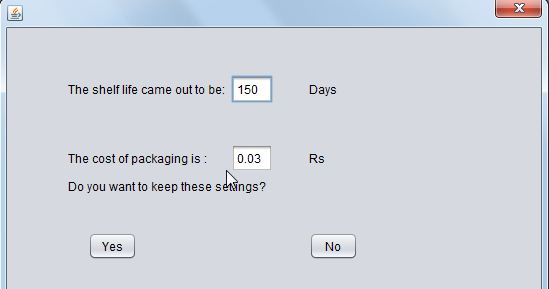 The shelf life came out to be: 150 Days
The cost of packaging is : 0.03 Rs
Do you want to keep these settings?
Yes No